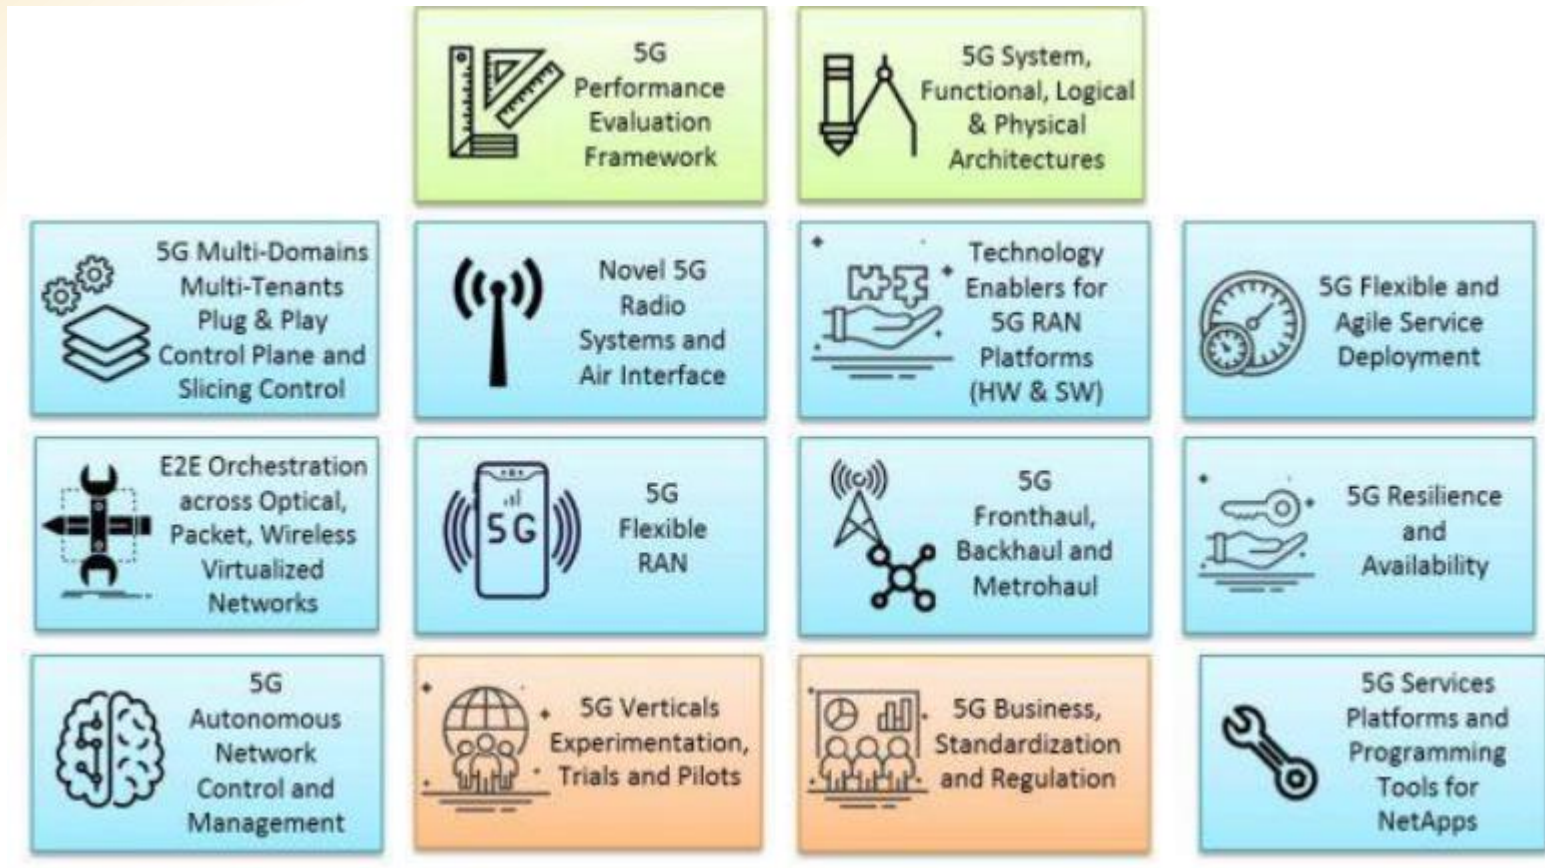 5G
Performance
Evaluation
Framework
5G System,
Functional, Logical
& Physical
Architectures
5G Multi-Domains
Multi-Tenants
Plug & Play
Control Plane and
Slicing Control
Novel 5G
Radio
Systems and
Air Interface
Technology
Enablers for
5G RAN
Platforms
(HW & SW)
5G Flexible and
Agile Service
Deployment
E2E Orchestration
across Optical,
Packet, Wireless
Virtualized
Networks
5G
5G
Flexible
RAN
5G
Fronthaul,
Backhaul and
Metrohaul
5G Resilience
and
Availability
5G
Autonomous
Network
Control and
Management
5G Verticals
Experimentation,
Trials and Pilots
5G Business,
Standardization
and Regulation
5G Services
Platforms and
Programming
Tools for
NetApps